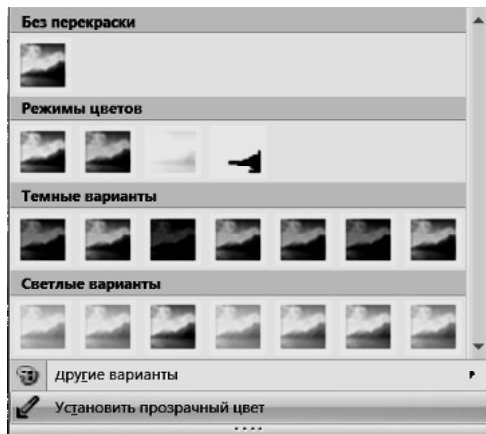 Без перекраски
Режимы цветов
Темные варианты
Светлые варианты
Другие варианты
Установить прозрачный цвет